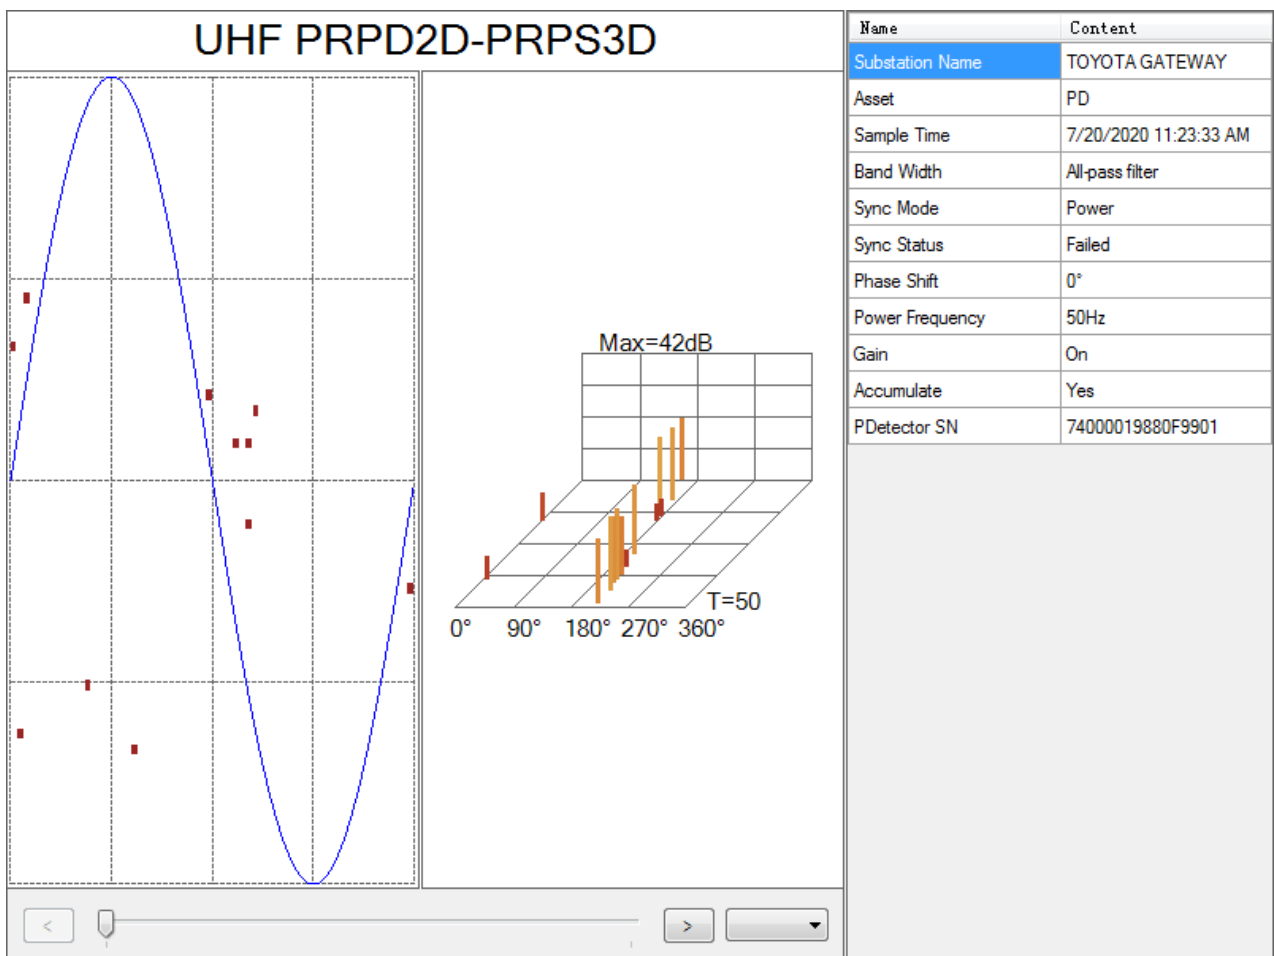 UHF PRPD2D-PRPS3D
Max=42dB
T=50
0° 90° 180° 270° 360°
<
>
Name Content
Substation Name TOYOTA GATEWAY
Asset PD
Sample Time 7/20/2020 11:23:33 AM
Band Width All-pass filter
Sync Mode Power
Sync Status Failed
Phase Shift 0°
Power Frequency 50Hz
Gain On
Accumulate Yes
PDetector SN 74000019880F9901